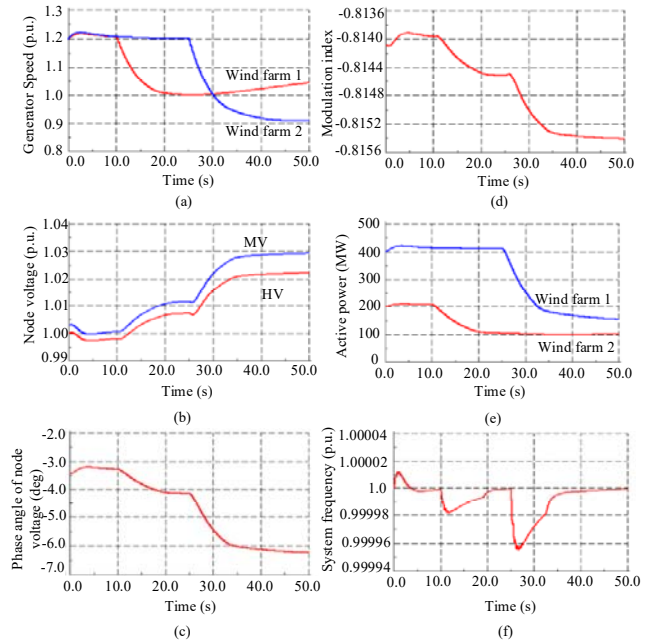 Generator Speed (p.u.)
1.4
1.3
1.2
1.1
1.0
0.9
0.8
Wind farm 1
Wind farm 2
0.0
10.0
20.0
30.0
40.0
50.0
Time (s)
(a)
Modulation index
-0.8136
-0.8140
-0.8144
-0.8148
-0.8152
-0.8156
0.0
10.0
20.0
30.0
40.0
50.0
Time (s)
(d)
Node voltage (p.u.)
1.04
1.03
1.02
1.01
1.00
0.99
MV
HV
0.0
10.0
20.0
30.0
40.0
50.0
Time (s)
(b)
Active power (MW)
500
400
300
200
100
0
Wind farm 1
Wind farm 2
0.0
10.0
20.0
30.0
40.0
50.0
Time (s)
(e)
Phase angle of node
voltage (deg)
-2.0
-3.0
-4.0
-5.0
-6.0
-7.0
0.0
10.0
20.0
30.0
40.0
50.0
Time (s)
(c)
System frequency (p.u.)
1.00004
1.00002
1.0
0.99998
0.99996
0.99994
0.0
10.0
20.0
30.0
40.0
50.0
Time (s)
(f)